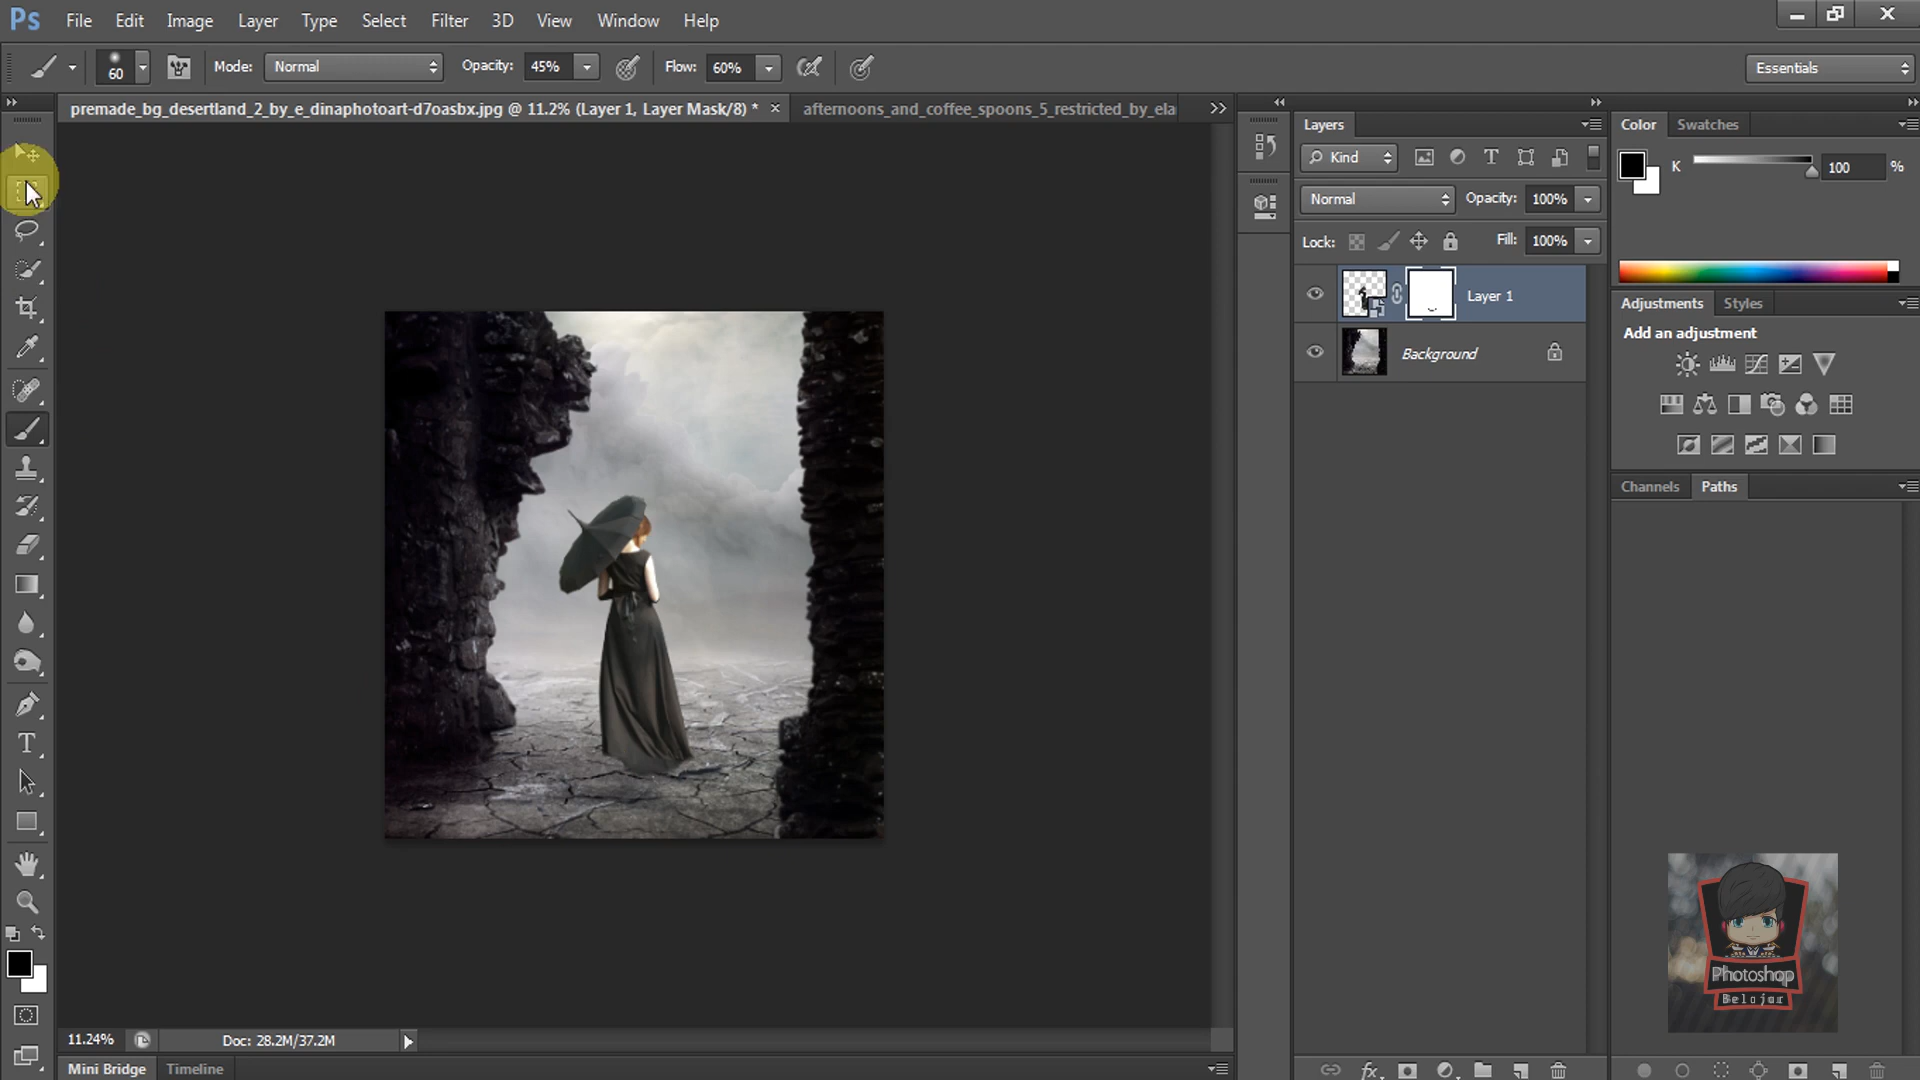 Ps File Edit Image Layer Type Select Filter 3D View Window Help
60 Mode: Normal Opacity: 45% Flow: 60% Essentials
premade_bg_desertland_2_by_e_dinaphotoart-d7oasbx.jpg @ 11.2% (Layer 1, Layer Mask/8) * × afternoons_and_coffee_spoons_5_restricted_by_ela
Layers
Kind
Normal Opacity: 100%
Lock: Fill: 100%
Layer 1
Background
Color Swatches
K 100 %
Adjustments Styles
Add an adjustment
Channels Paths
Photoshop
Belajar
11.24% Doc: 28.2M/37.2M
Mini Bridge Timeline
fx